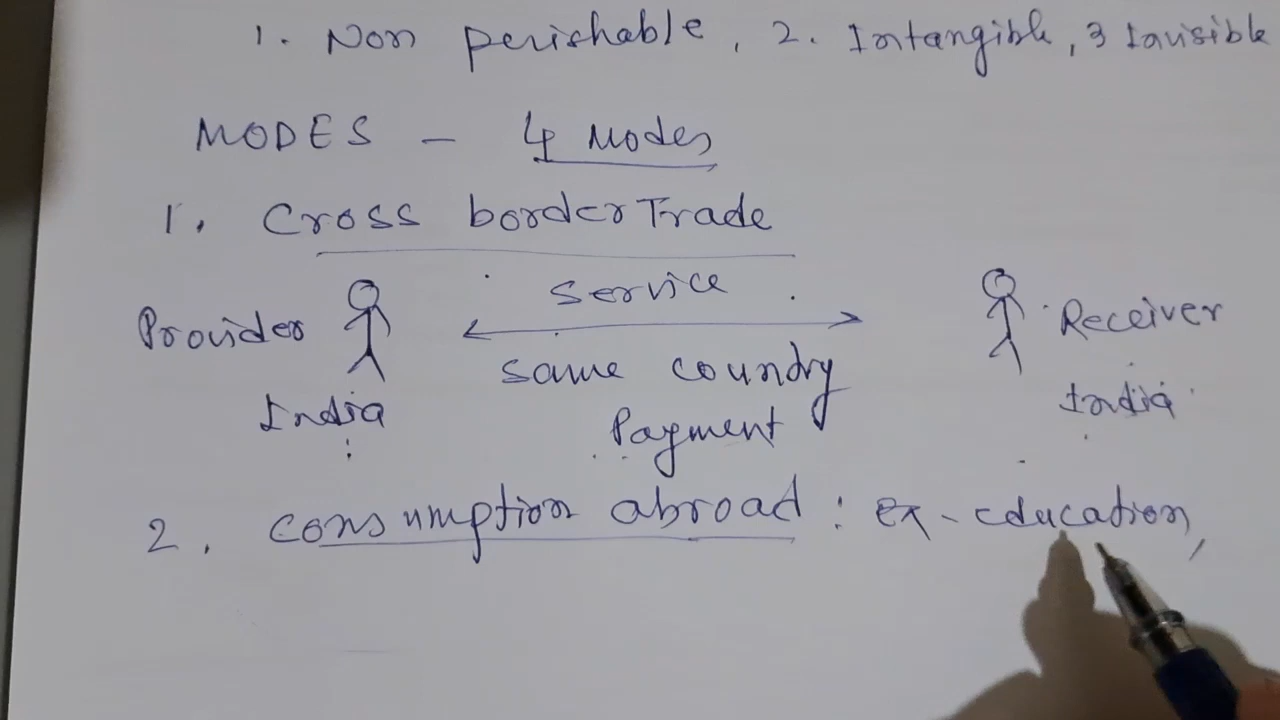 1. Non perishable, 2. Intangible, 3 Invisible
MODES - 4 Modes
1. Cross border Trade
Service
Provider Receiver
same country
India India
Payment
2. Consumption abroad : ex - education,